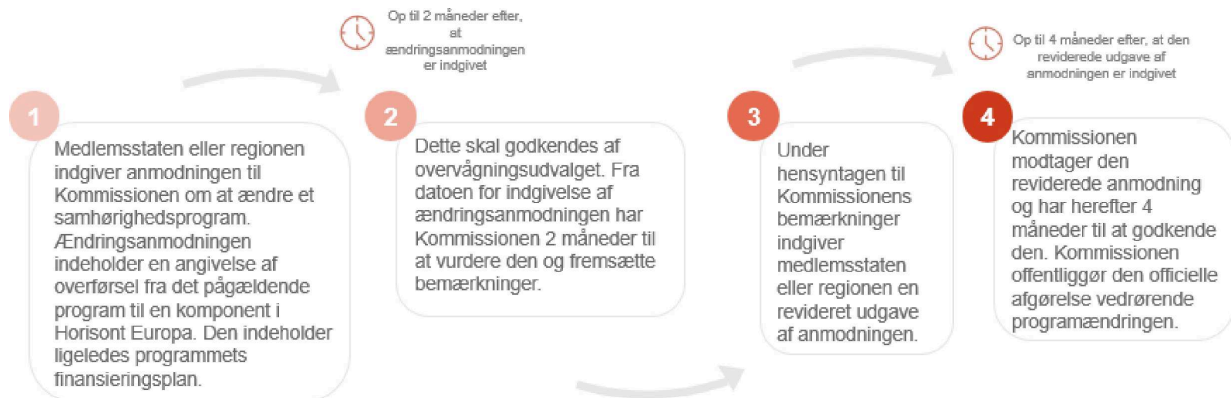 Op til 2 måneder efter,
at
ændringsanmodningen
er indgivet
Op til 4 måneder efter, at den
reviderede udgave af
anmodningen er indgivet
1
Medlemsstaten eller regionen
indgiver anmodningen til
Kommissionen om at ændre et
samhørighedsprogram.
Ændringsanmodningen
indeholder en angivelse af
overførsel fra det pågældende
program til en komponent i
Horisont Europa. Den indeholder
ligeledes programmets
finansieringsplan.
2
Dette skal godkendes af
overvågningsudvalget. Fra
datoen for indgivelse af
ændringsanmodningen har
Kommissionen 2 måneder til
at vurdere den og fremsætte
bemærkninger.
3
Under
hensyntagen til
Kommissionens
bemærkninger
indgiver
medlemsstaten
eller regionen en
revideret udgave
af anmodningen.
4
Kommissionen
modtager den
reviderede anmodning
og har herefter 4
måneder til at godkende
den. Kommissionen
offentliggør den officielle
afgørelse vedrørende
programændringen.